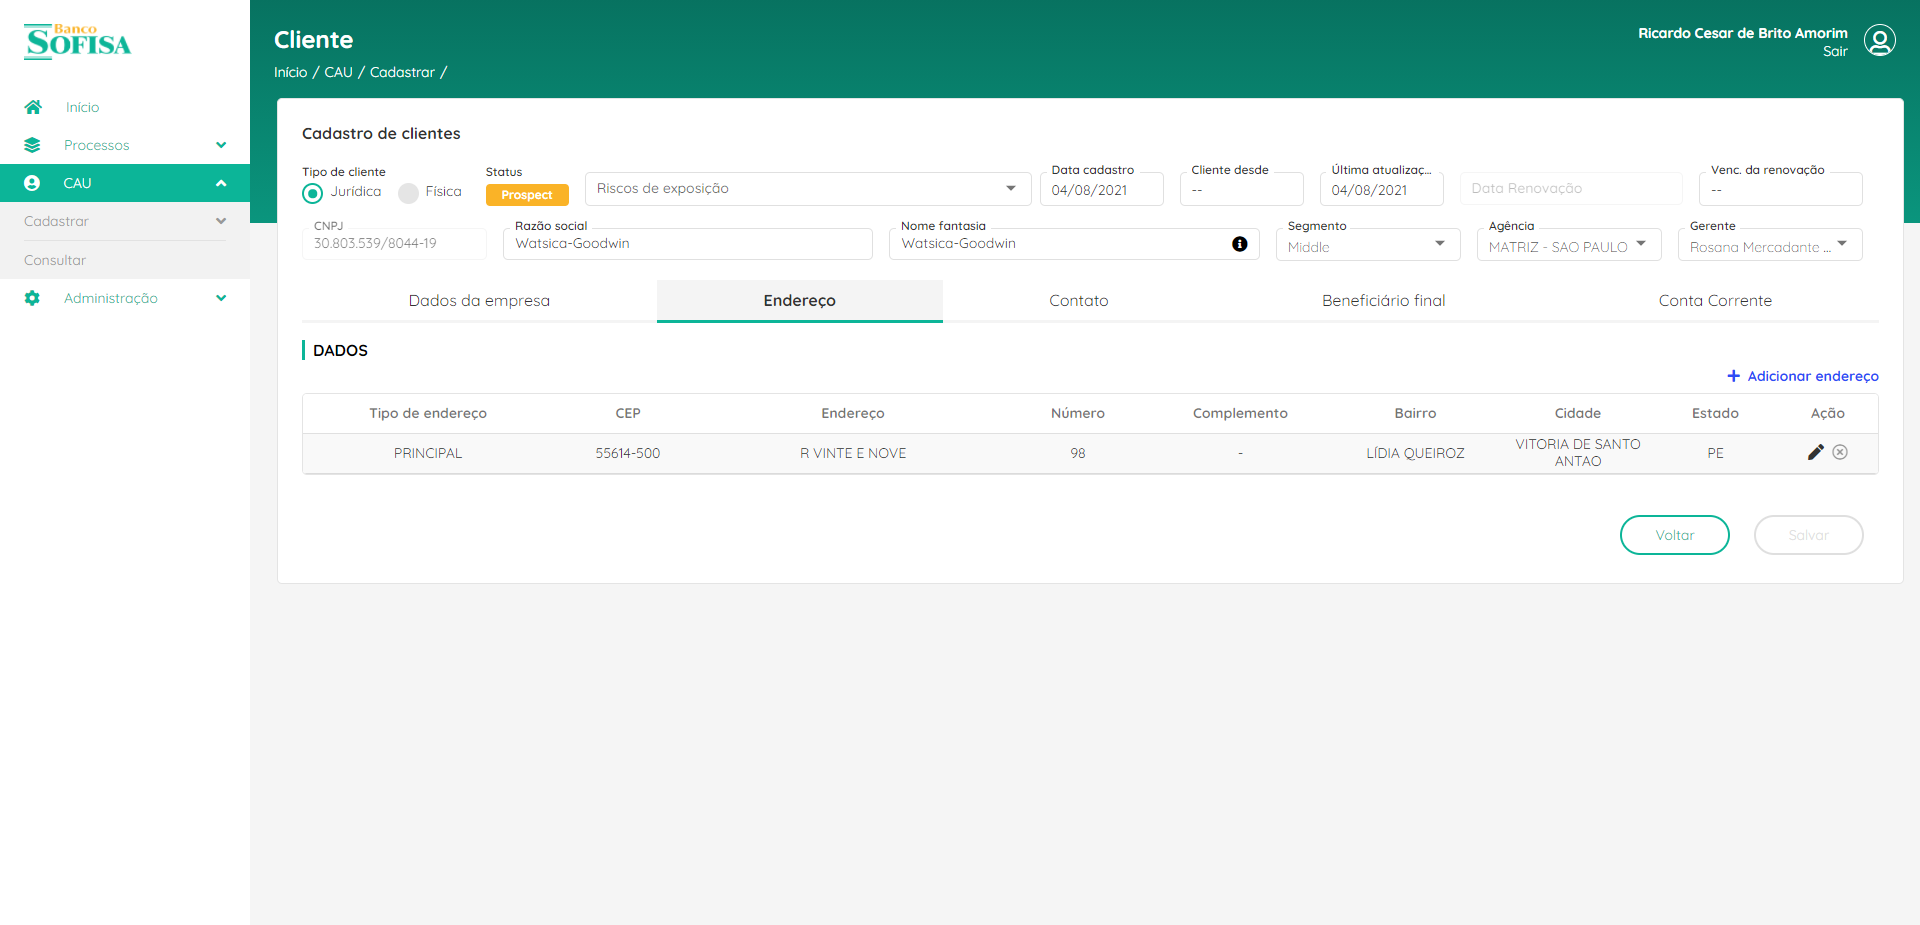 Banco
SOFISA
Início
Processos
CAU
Cadastrar
Consultar
Administração
Cliente
Início / CAU / Cadastrar /
Ricardo Cesar de Brito Amorim
Sair
Cadastro de clientes
Tipo de cliente
Jurídica Física
Status
Prospect
Riscos de exposição
Data cadastro
04/08/2021
Cliente desde
--
Última atualizaç...
04/08/2021
Data Renovação
Venc. da renovação
--
CNPJ
30.803.539/8044-19
Razão social
Watsica-Goodwin
Nome fantasia
Watsica-Goodwin
Segmento
Middle
Agência
MATRIZ - SAO PAULO
Gerente
Rosana Mercadante ...
Dados da empresa Endereço Contato Beneficiário final Conta Corrente
DADOS
+ Adicionar endereço
Tipo de endereço CEP Endereço Número Complemento Bairro Cidade Estado Ação
PRINCIPAL 55614-500 R VINTE E NOVE 98 - LÍDIA QUEIROZ VITORIA DE SANTO
ANTAO PE
Voltar Salvar